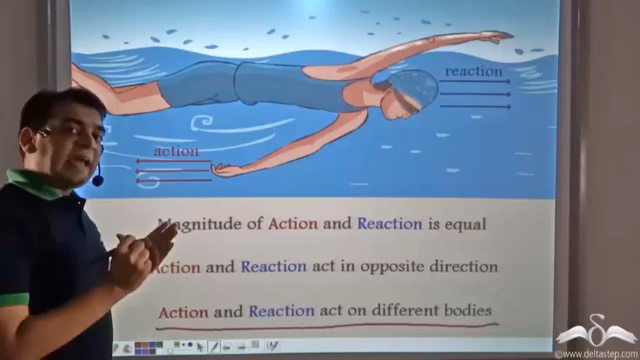 reaction
action
Magnitude of Action and Reaction is equal
Action and Reaction act in opposite direction
Action and Reaction act on different bodies
©www.deltastep.com